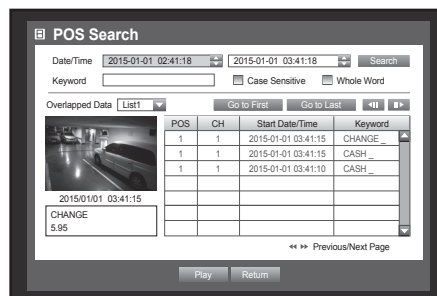 POS Search
Date/Time 2015-01-01 02:41:18 2015-01-01 03:41:18 Search
Keyword Case Sensitive Whole Word
Overlapped Data List1 Go to First Go to Last
POS CH Start Date/Time Keyword
1 1 2015-01-01 03:41:15 CHANGE _
1 1 2015-01-01 03:41:15 CASH _
1 1 2015-01-01 03:41:10 CASH _
2015/01/01 03:41:15
CHANGE
5.95
Previous/Next Page
Play Return